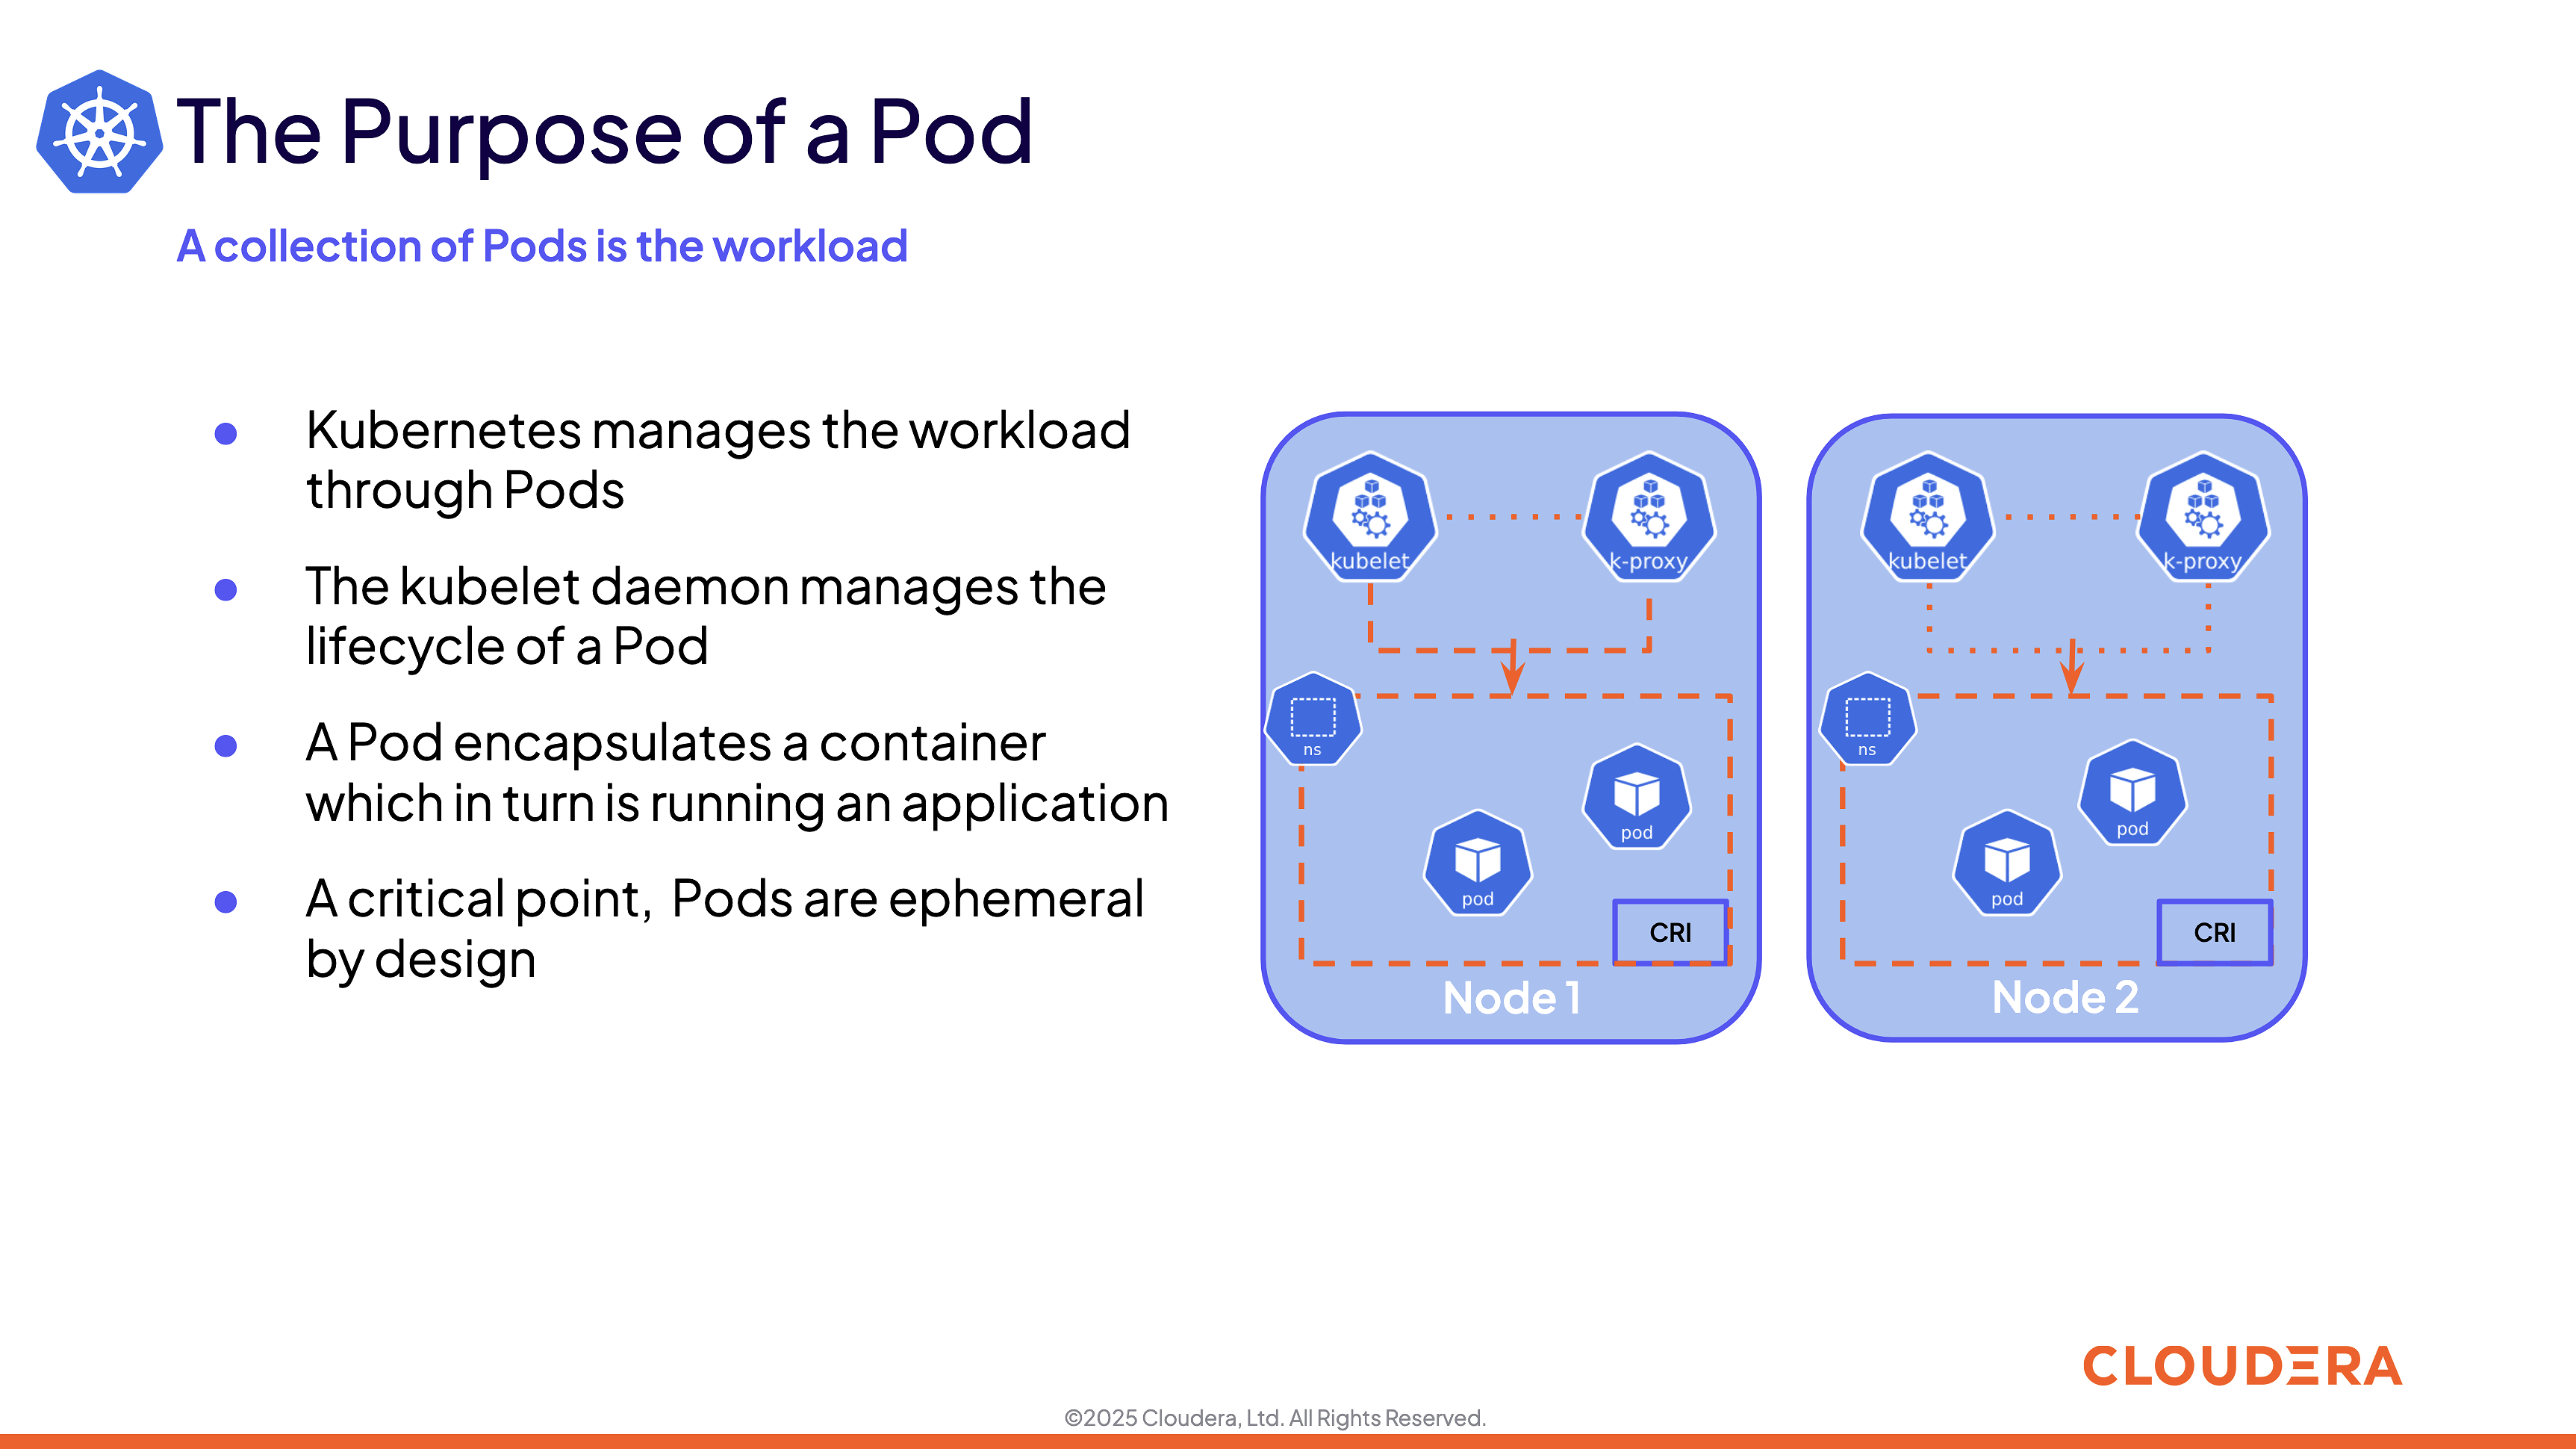 The Purpose of a Pod
A collection of Pods is the workload
● Kubernetes manages the workload
through Pods
● The kubelet daemon manages the
lifecycle of a Pod
● A Pod encapsulates a container
which in turn is running an application
● A critical point,  Pods are ephemeral
by design
kubelet
k-proxy
ns
pod
pod
CRI
Node 1
kubelet
k-proxy
ns
pod
pod
CRI
Node 2
CLOUDERA
©2025 Cloudera, Ltd. All Rights Reserved.